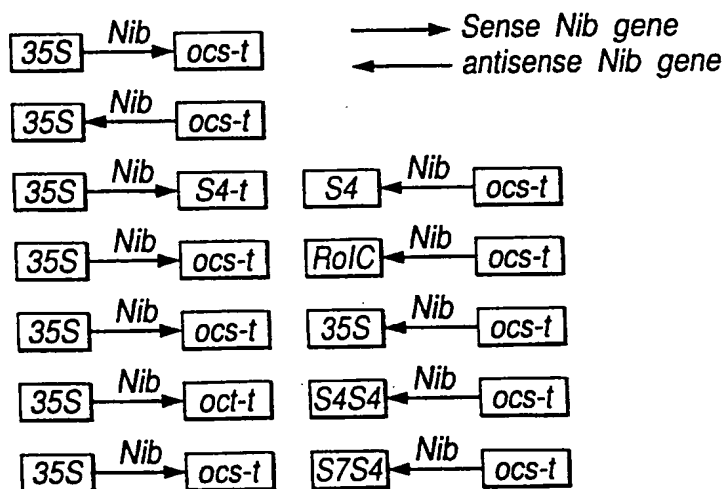 Sense Nib gene
antisense Nib gene
35S Nib ocs-t
35S Nib ocs-t
35S Nib S4-t S4 Nib ocs-t
35S Nib ocs-t RolC Nib ocs-t
35S Nib ocs-t 35S Nib ocs-t
35S Nib oct-t S4S4 Nib ocs-t
35S Nib ocs-t S7S4 Nib ocs-t